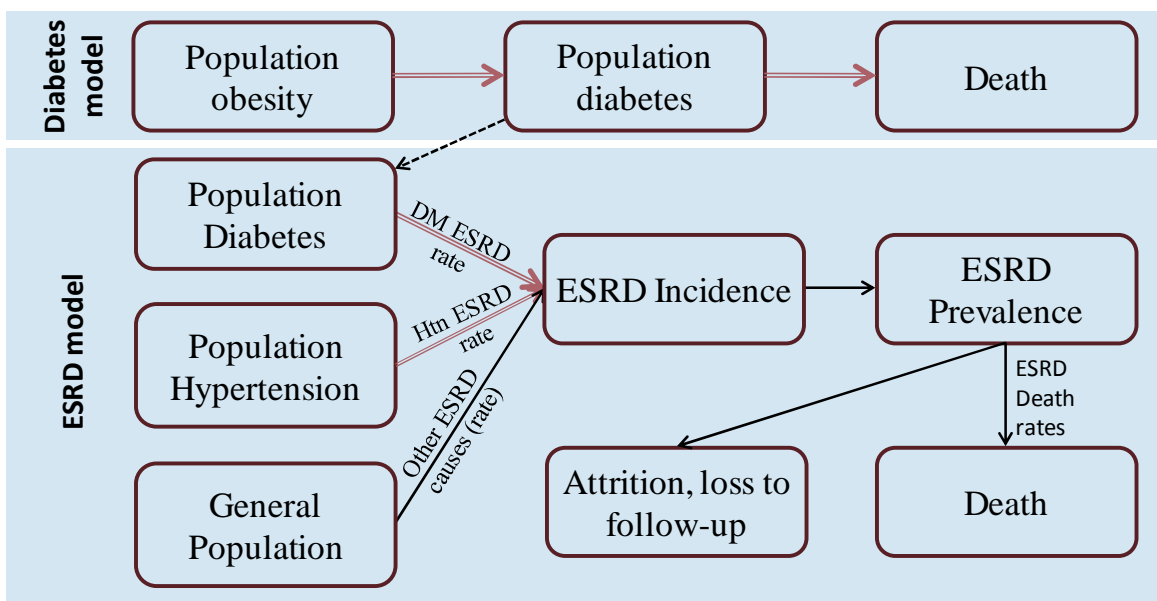 Diabetes
model
Population
obesity
Population
diabetes
Death
ESRD model
Population
Diabetes
DM ESRD
rate
Population
Hypertension
Htn ESRD
rate
General
Population
Other ESRD
causes (rate)
ESRD Incidence
ESRD
Prevalence
ESRD
Death
rates
Attrition, loss to
follow-up
Death